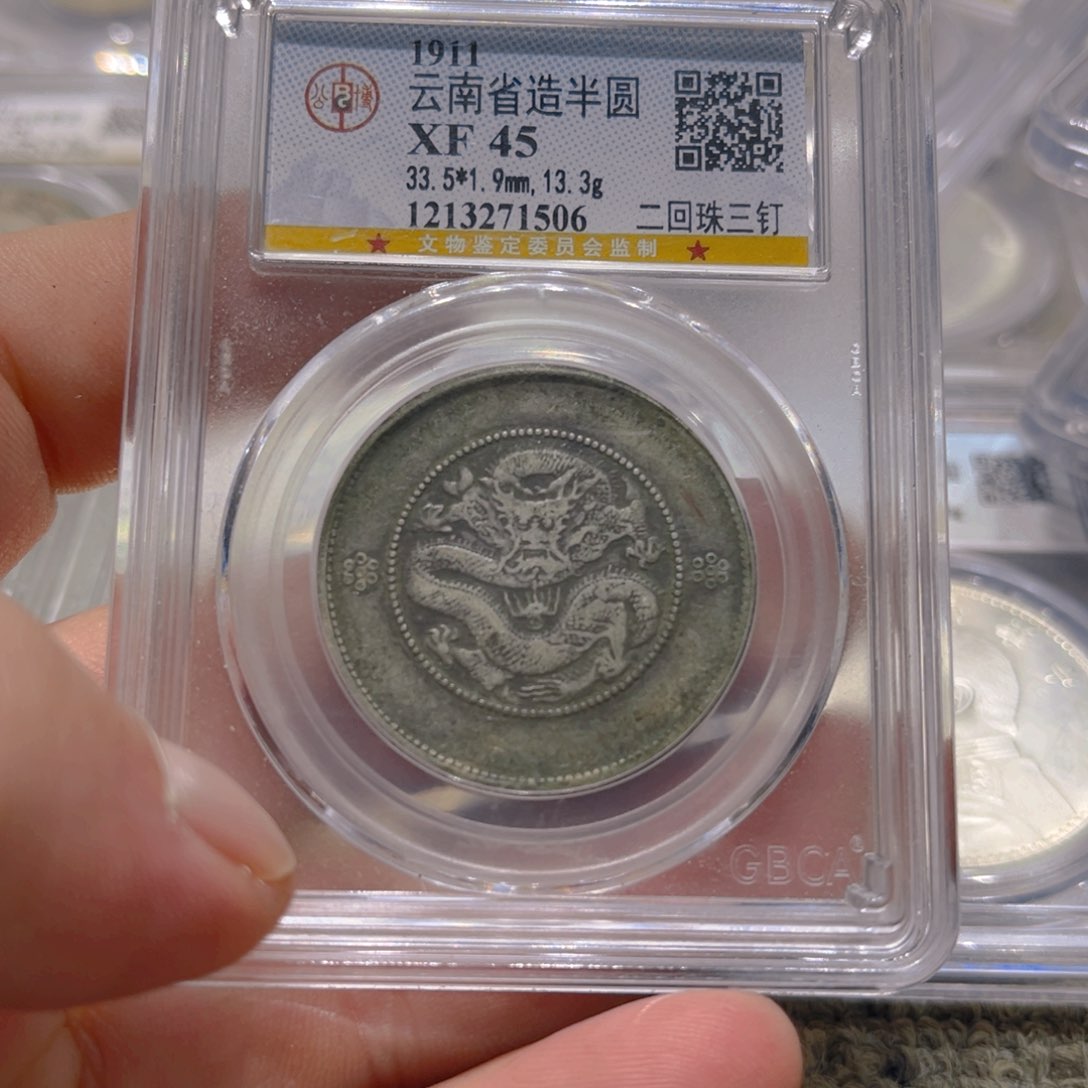 1911
云南省造半圆
XF 45
33.5*1.9mm,13.3g
1213271506 二回珠三钉
文物鉴定委员会监制
GBCA